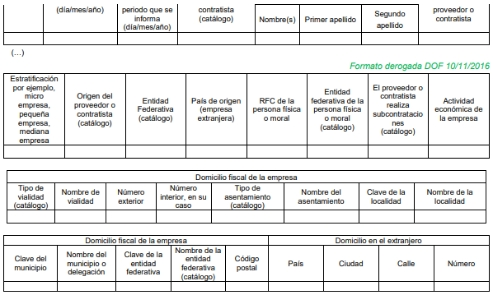 (día/mes/año)
periodo que se
informa
(día/mes/año)
contratista
(catálogo)
Nombre(s)
Primer apellido
Segundo
apellido
proveedor o
contratista
(...)
Formato derogada DOF 10/11/2016
Estratificación
por ejemplo,
micro
empresa,
pequeña
empresa,
mediana
empresa
Origen del
proveedor o
contratista
(catálogo)
Entidad
Federativa
(catálogo)
País de origen
(empresa
extranjera)
RFC de la
persona física
o moral
Entidad
federativa de la
persona física
o moral
(catálogo)
El proveedor o
contratista
realiza
subcontratacio
nes
(catálogo)
Actividad
económica de
la empresa
Domicilio fiscal de la empresa
Tipo de
vialidad
(catálogo)
Nombre de
vialidad
Número
exterior
Número
interior, en su
caso
Tipo de
asentamiento
(catálogo)
Nombre del
asentamiento
Clave de la
localidad
Nombre de la
localidad
Domicilio fiscal de la empresa
Domicilio en el extranjero
Clave del
municipio
Nombre del
municipio o
delegación
Clave de la
entidad
federativa
Nombre de la
entidad
federativa
(catálogo)
Código
postal
País
Ciudad
Calle
Número